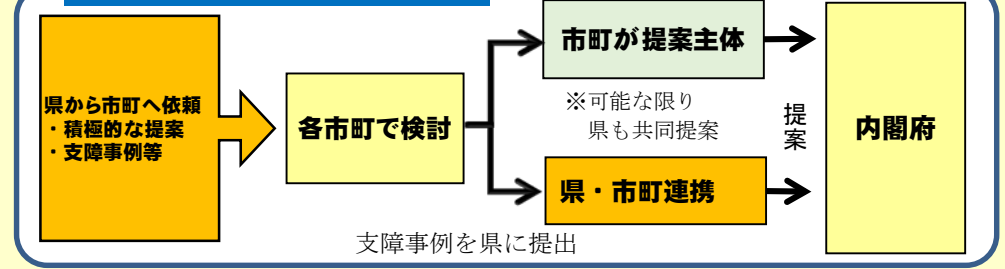 県から市町へ依頼
・積極的な提案
・支障事例等
各市町で検討
市町が提案主体
※可能な限り
県も共同提案
県・市町連携
支障事例を県に提出
提案
内閣府